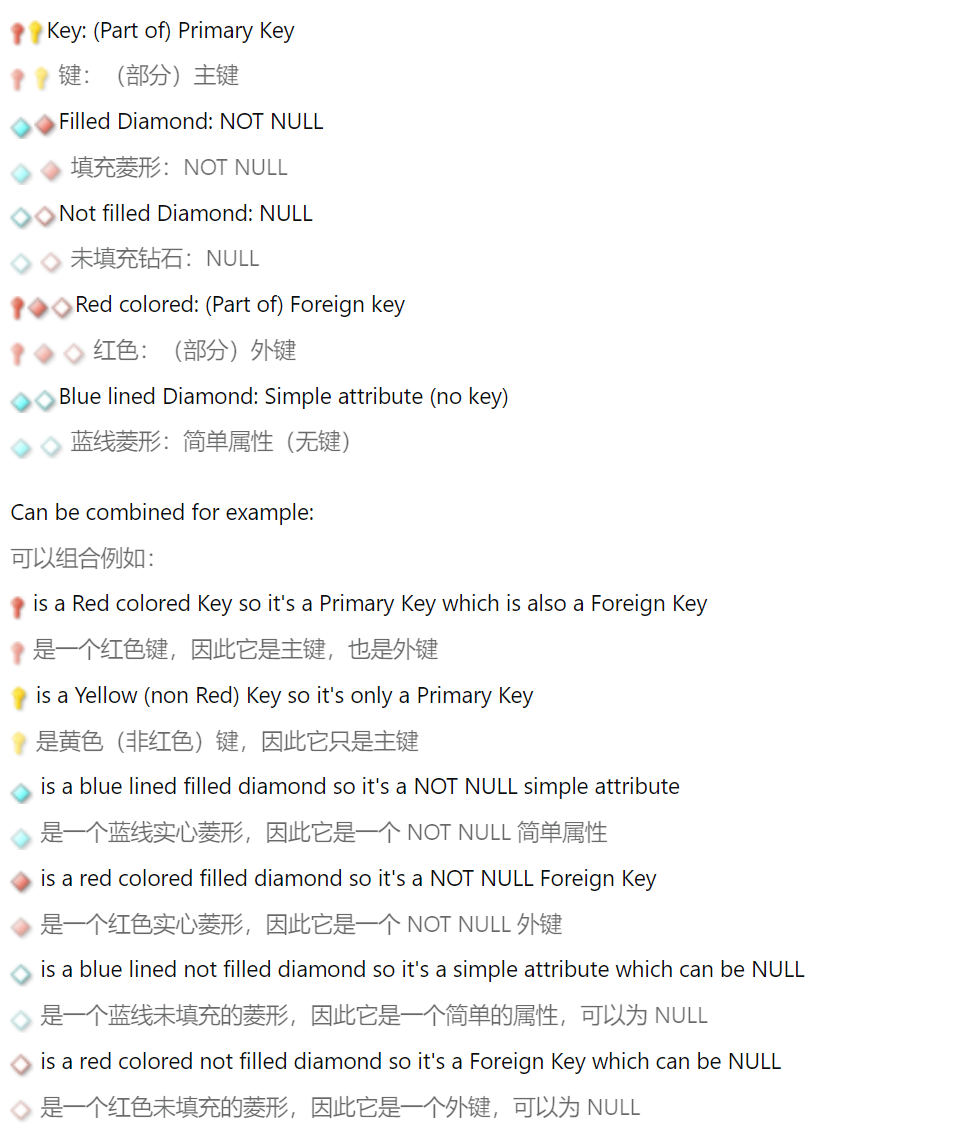 Key: (Part of) Primary Key
键：（部分）主键
Filled Diamond: NOT NULL
填充菱形：NOT NULL
Not filled Diamond: NULL
未填充钻石：NULL
Red colored: (Part of) Foreign key
红色：（部分）外键
Blue lined Diamond: Simple attribute (no key)
蓝线菱形：简单属性（无键）
Can be combined for example:
可以组合例如：
is a Red colored Key so it's a Primary Key which is also a Foreign Key
是一个红色键，因此它是主键，也是外键
is a Yellow (non Red) Key so it's only a Primary Key
是黄色（非红色）键，因此它只是主键
is a blue lined filled diamond so it's a NOT NULL simple attribute
是一个蓝线实心菱形，因此它是一个 NOT NULL 简单属性
is a red colored filled diamond so it's a NOT NULL Foreign Key
是一个红色实心菱形，因此它是一个 NOT NULL 外键
is a blue lined not filled diamond so it's a simple attribute which can be NULL
是一个蓝线未填充的菱形，因此它是一个简单的属性，可以为 NULL
is a red colored not filled diamond so it's a Foreign Key which can be NULL
是一个红色未填充的菱形，因此它是一个外键，可以为 NULL